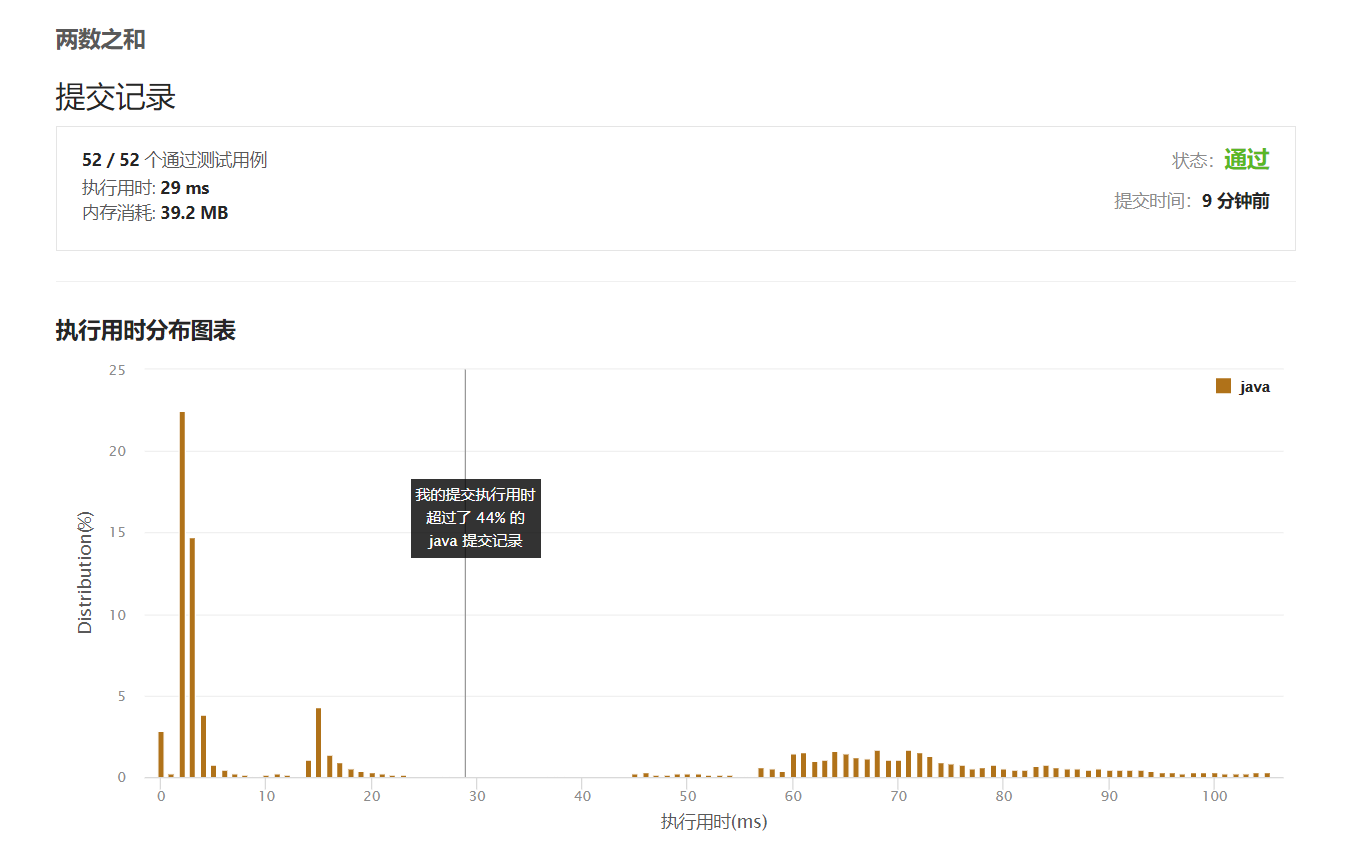 两数之和
提交记录
52 / 52 个通过测试用例
状态：通过
执行用时: 29 ms
提交时间：9 分钟前
内存消耗: 39.2 MB
执行用时分布图表
25
java
20
我的提交执行用时
超过了 44% 的
java 提交记录
15
Distribution(%)
10
5
0
0 10 20 30 40 50 60 70 80 90 100
执行用时(ms)